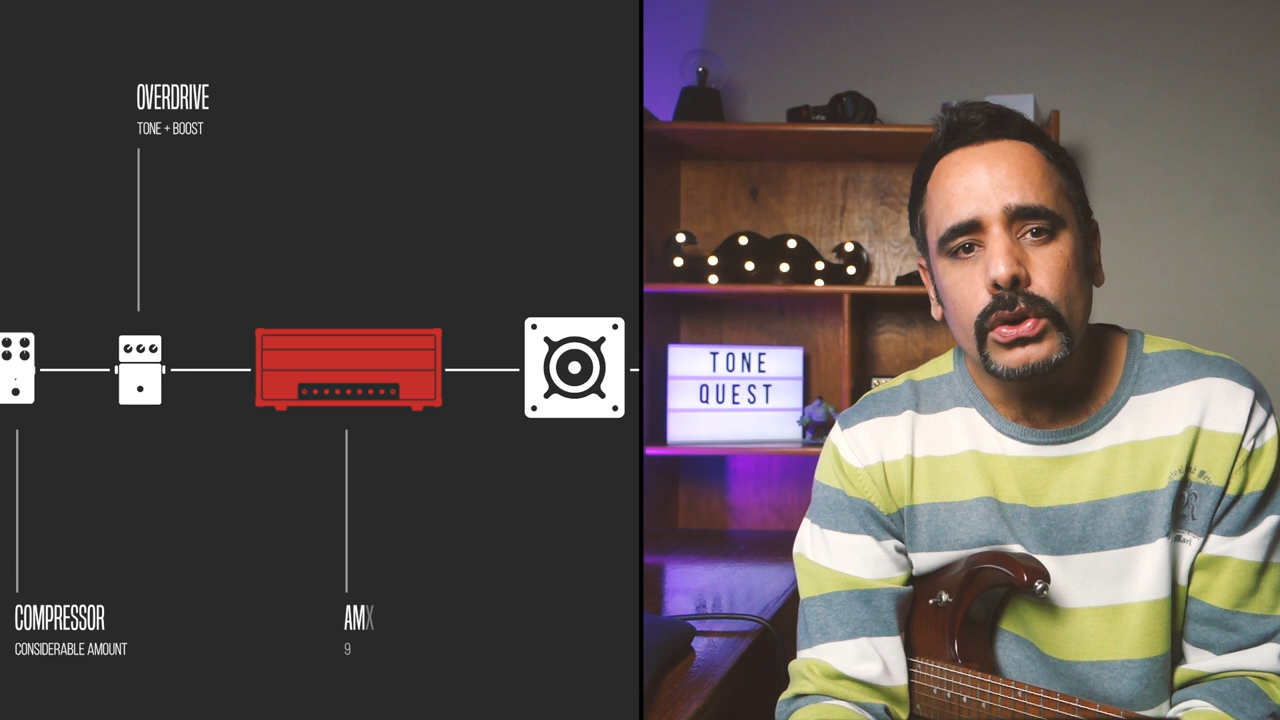 OVERDRIVE
TONE + BOOST
COMPRESSOR
CONSIDERABLE AMOUNT
AMX
9
TONE
QUEST